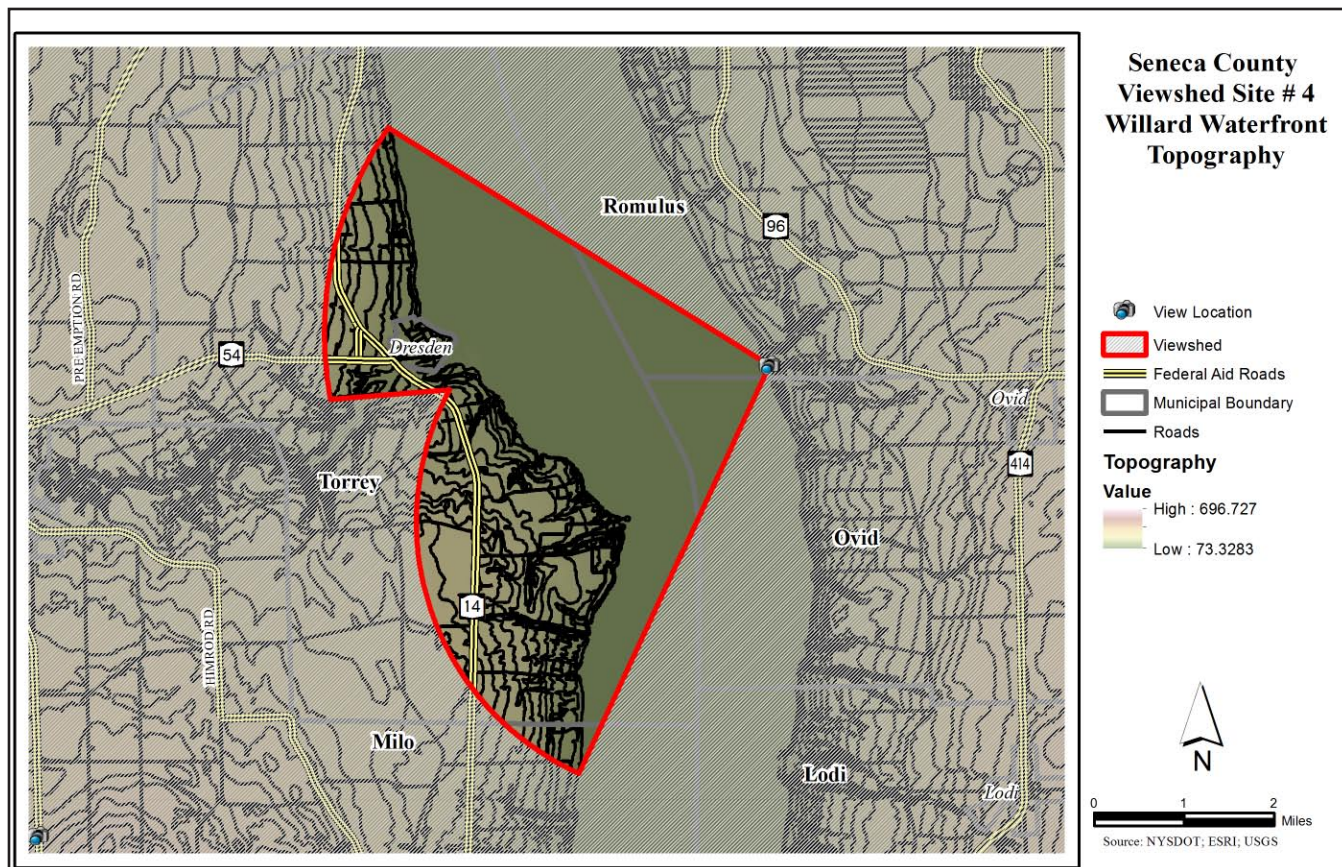 Seneca County
Viewshed Site # 4
Willard Waterfront
Topography
Romulus
96
PRE EMPTION RD
54
Dresden
Ovid
414
Torrey
Ovid
14
HIMROD RD
Milo
Lodi
Lodi
View Location
Viewshed
Federal Aid Roads
Municipal Boundary
Roads
Topography
Value
High : 696.727
Low : 73.3283
N
0 1 2
Miles
Source: NYSDOT; ESRI; USGS